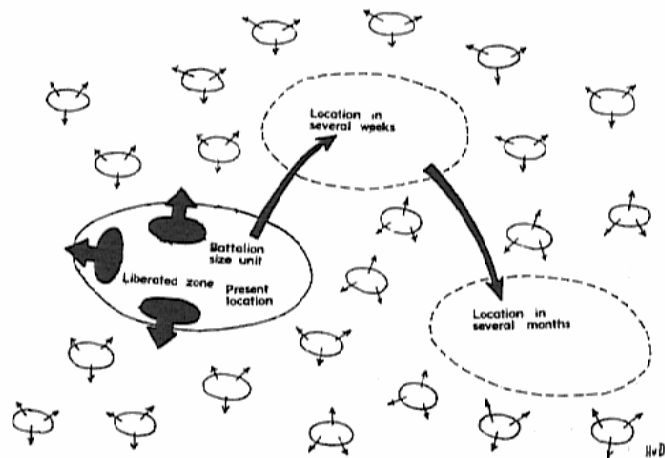 Location in
several weeks
Battalion
size unit
Liberated zone
Present
location
Location in
several months
HvD